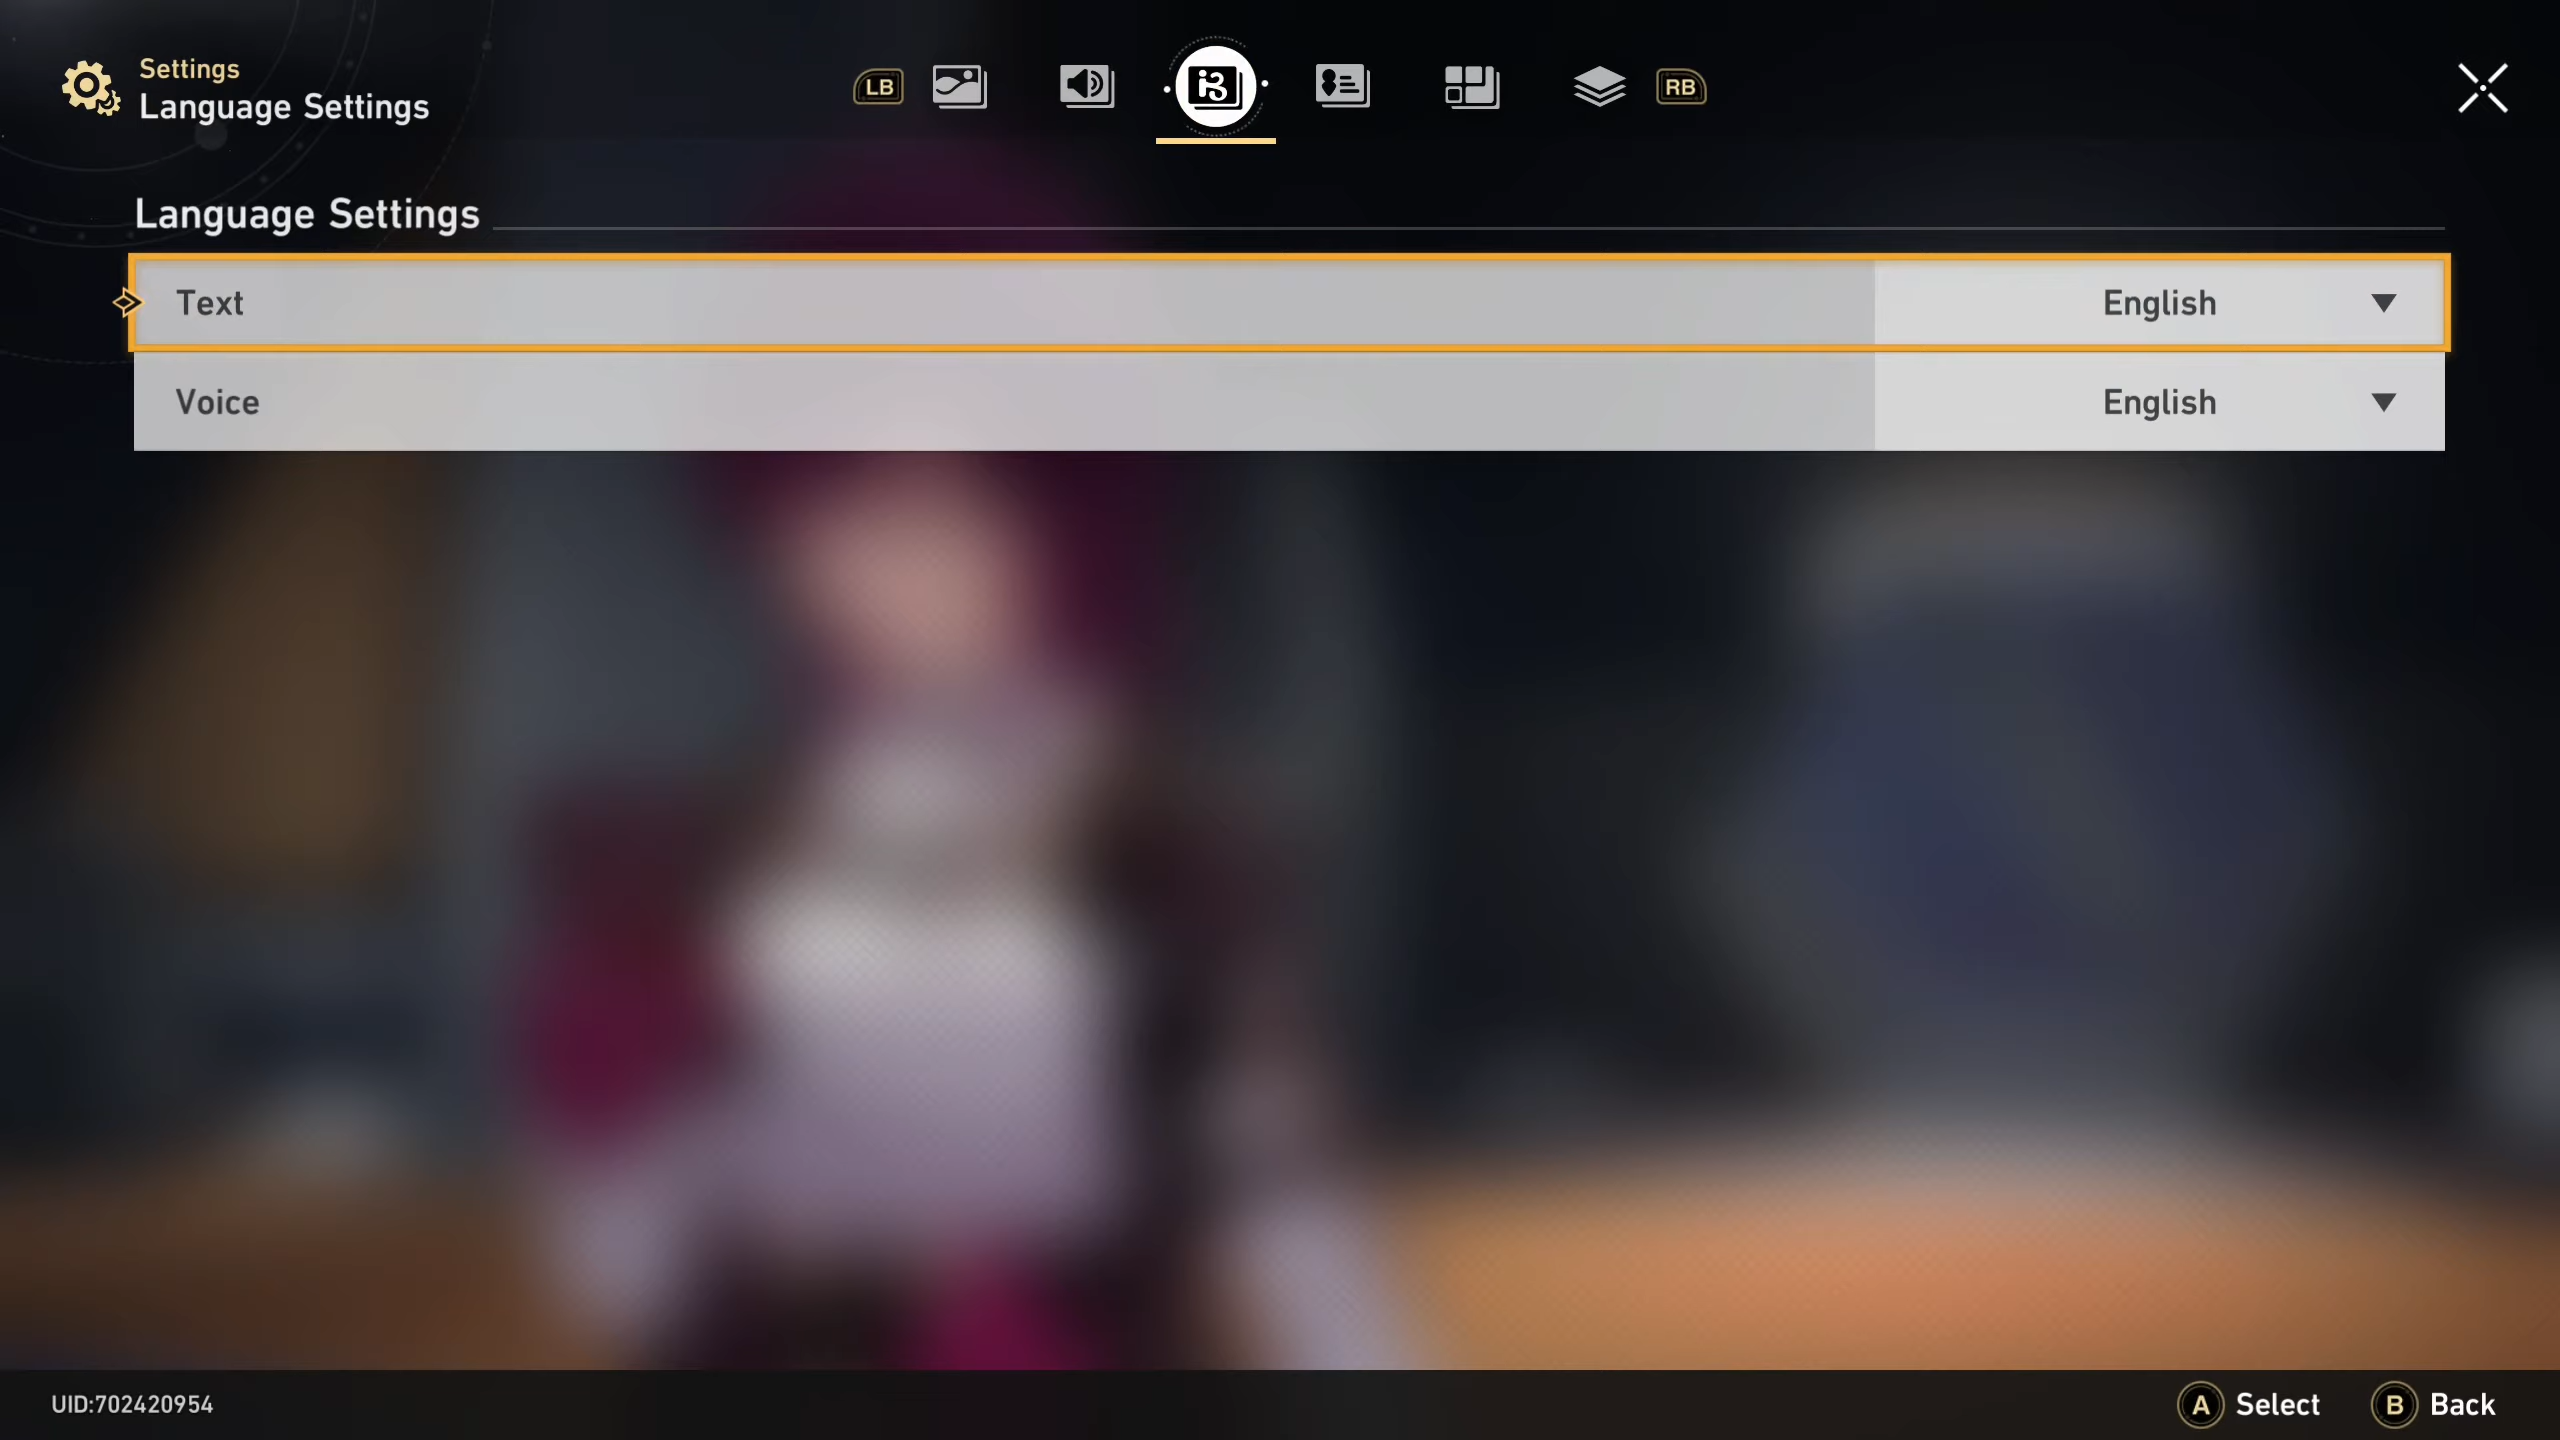 Settings
Language Settings
LB
RB
Language Settings
Text English
Voice English
UID:702420954
A Select B Back